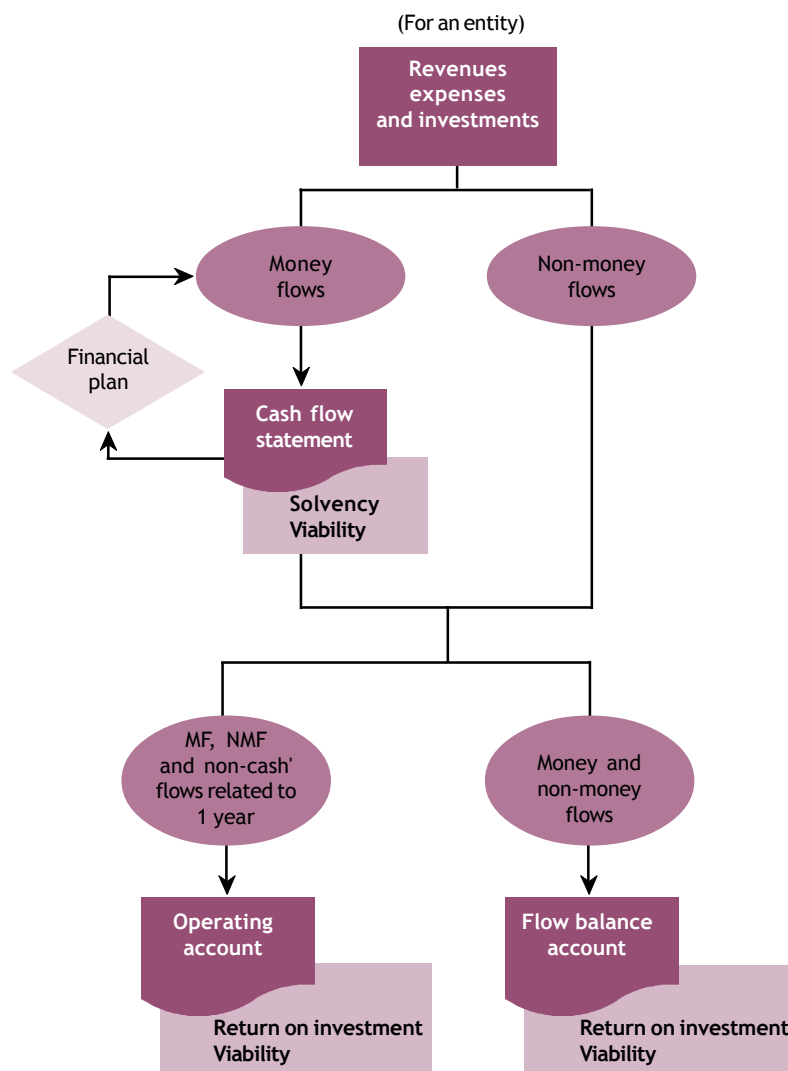 (For an entity)
Revenues
expenses
and investments
Money
flows
Non-money
flows
Financial
plan
Cash flow
statement
Solvency
Viability
MF, NMF
and non-cash'
flows related to
1 year
Money and
non-money
flows
Operating
account
Flow balance
account
Return on investment
Viability
Return on investment
Viability